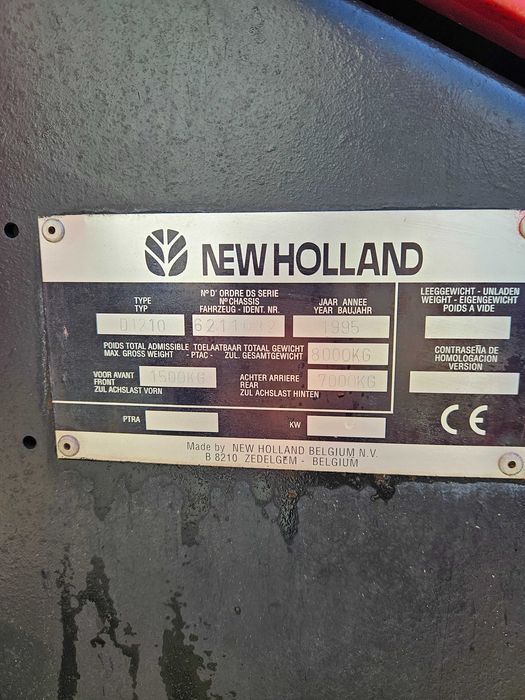 NEW HOLLAND
TYPE
TYP
D1210
Nº D' ORDRE DS SERIE
Nº CHASSIS
FAHRZEUG - IDENT. NR.
JAAR ANNEE
YEAR BAUJAHR
1995
POIDS TOTAL ADMISSIBLE TOELAATBAAR TOTAAL GEWICHT
MAX. GROSS WEIGHT - PTAC - ZUL. GESAMTGEWICHT
8000KG
VOOR AVANT
FRONT
ZUL ACHSLAST VORN
1500KG
ACHTER ARRIERE
REAR
ZUL ACHSLAST HINTEN
7000KG
PTRA
KW
LEEGGEWICHT - UNLADEN
WEIGHT - EIGENGEWICHT
POIDS A VIDE
CONTRASEÑA DE
HOMOLOGACION
VERSION
CE
Made by NEW HOLLAND BELGIUM N.V.
B 8210 ZEDELGEM - BELGIUM